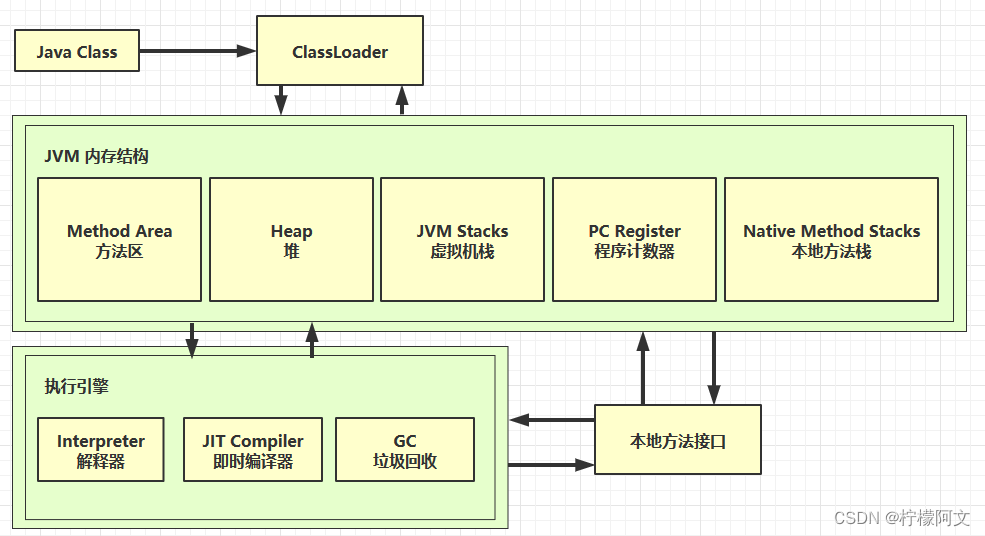 Java Class
ClassLoader
JVM 内存结构
Method Area
方法区
Heap
堆
JVM Stacks
虚拟机栈
PC Register
程序计数器
Native Method Stacks
本地方法栈
执行引擎
Interpreter
解释器
JIT Compiler
即时编译器
GC
垃圾回收
本地方法接口
CSDN @柠檬阿文